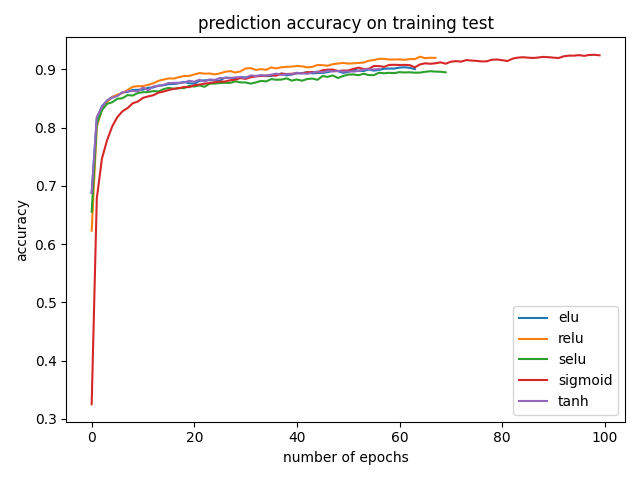 prediction accuracy on training test
accuracy
0.9
0.8
0.7
0.6
0.5
0.4
0.3
elu
relu
selu
sigmoid
tanh
0 20 40 60 80 100
number of epochs